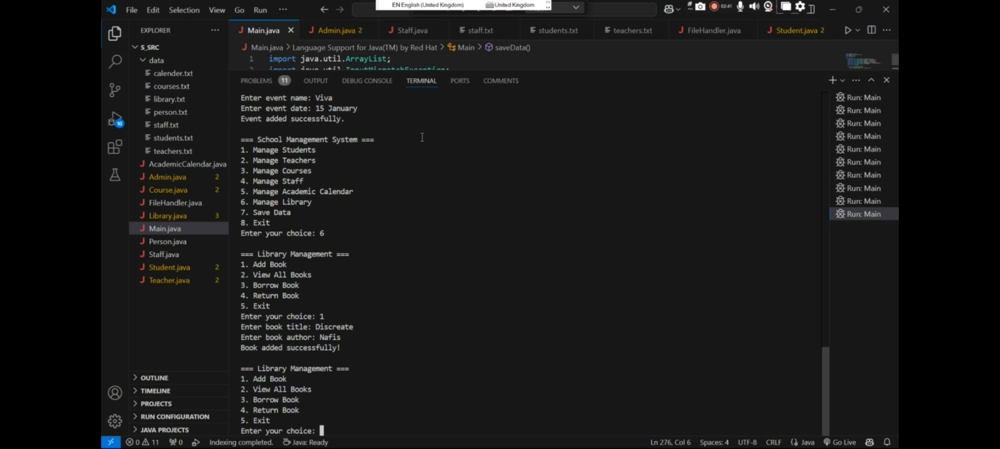 File Edit Selection View Go Run ···
EN English (United Kingdom) United Kingdom
02:41
EXPLORER ···
Main.java × Admin.java 2 Staff.java staff.txt students.txt teachers.txt FileHandler.java Student.java 2
S_SRC
Main.java > Language Support for Java(TM) by Red Hat > Main > saveData()
data
1 import java.util.ArrayList;
import java.util.InputMismatchException;
calender.txt
courses.txt
library.txt
person.txt
staff.txt
students.txt
teachers.txt
AcademicCalendar.java
Admin.java 2
Course.java 2
FileHandler.java
Library.java 3
Main.java
Person.java
Staff.java
Student.java 2
Teacher.java 2
OUTLINE
TIMELINE
PROJECTS
RUN CONFIGURATION
JAVA PROJECTS
10
PROBLEMS 11 OUTPUT DEBUG CONSOLE TERMINAL PORTS COMMENTS
Enter event name: Viva
Enter event date: 15 January
Event added successfully.
=== School Management System ===
1. Manage Students
2. Manage Teachers
3. Manage Courses
4. Manage Staff
5. Manage Academic Calendar
6. Manage Library
7. Save Data
8. Exit
Enter your choice: 6
=== Library Management ===
1. Add Book
2. View All Books
3. Borrow Book
4. Return Book
5. Exit
Enter your choice: 1
Enter book title: Discreate
Enter book author: Nafis
Book added successfully!
=== Library Management ===
1. Add Book
2. View All Books
3. Borrow Book
4. Return Book
5. Exit
Enter your choice:
Run: Main
Run: Main
Run: Main
Run: Main
Run: Main
Run: Main
Run: Main
Run: Main
Run: Main
Run: Main
0 11 0 Indexing completed. Java: Ready Ln 276, Col 6 Spaces: 4 UTF-8 CRLF {} Java Go Live